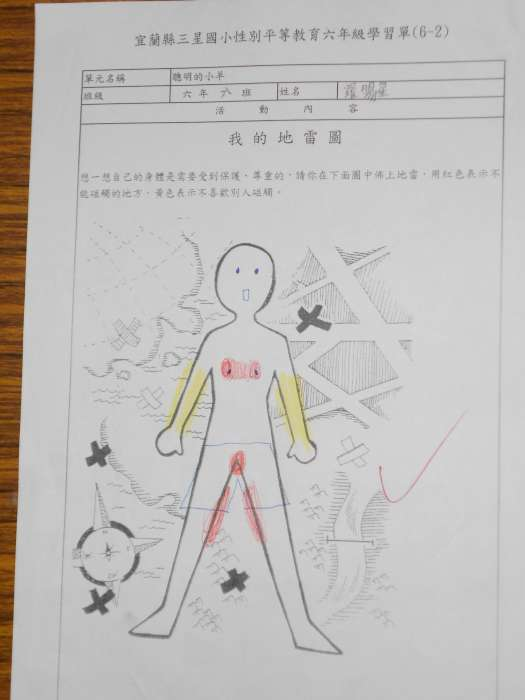 宜蘭縣三星國小性別平等教育六年級學習單(6-2)
單元名稱 聰明的小羊
班級 六 年 六 班 姓名
活 動 內 容
我 的 地 雷 圖
想一想自己的身體是需要受到保護、尊重的，請你在下面圖中佈上地雷，用紅色表示不
能碰觸的地方，黃色表示不喜歡別人碰觸。